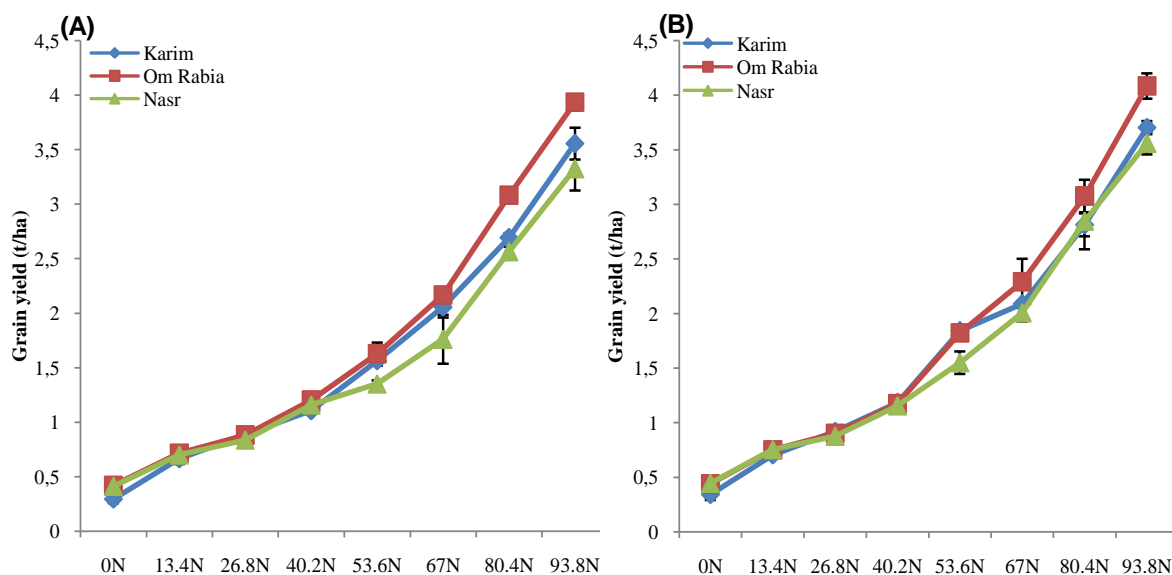 (A)
Karim
Om Rabia
Nasr
Grain yield (t/ha)
4,5
4
3,5
3
2,5
2
1,5
1
0,5
0
0N 13.4N 26.8N 40.2N 53.6N 67N 80.4N 93.8N
(B)
Karim
Om Rabia
Nasr
Grain yield (t/ha)
4,5
4
3,5
3
2,5
2
1,5
1
0,5
0
0N 13.4N 26.8N 40.2N 53.6N 67N 80.4N 93.8N